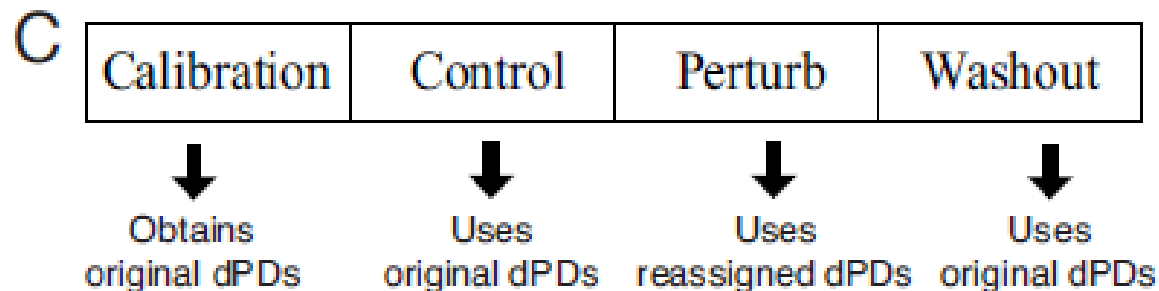 C
Calibration Control Perturb Washout
Obtains Uses Uses Uses
original dPDs original dPDs reassigned dPDs original dPDs